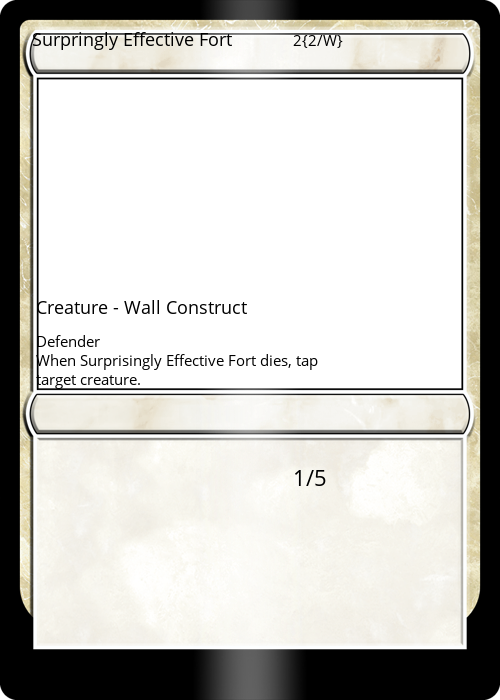 Surpringly Effective Fort 2{2/W}
Creature - Wall Construct
Defender
When Surprisingly Effective Fort dies, tap
target creature.
1/5